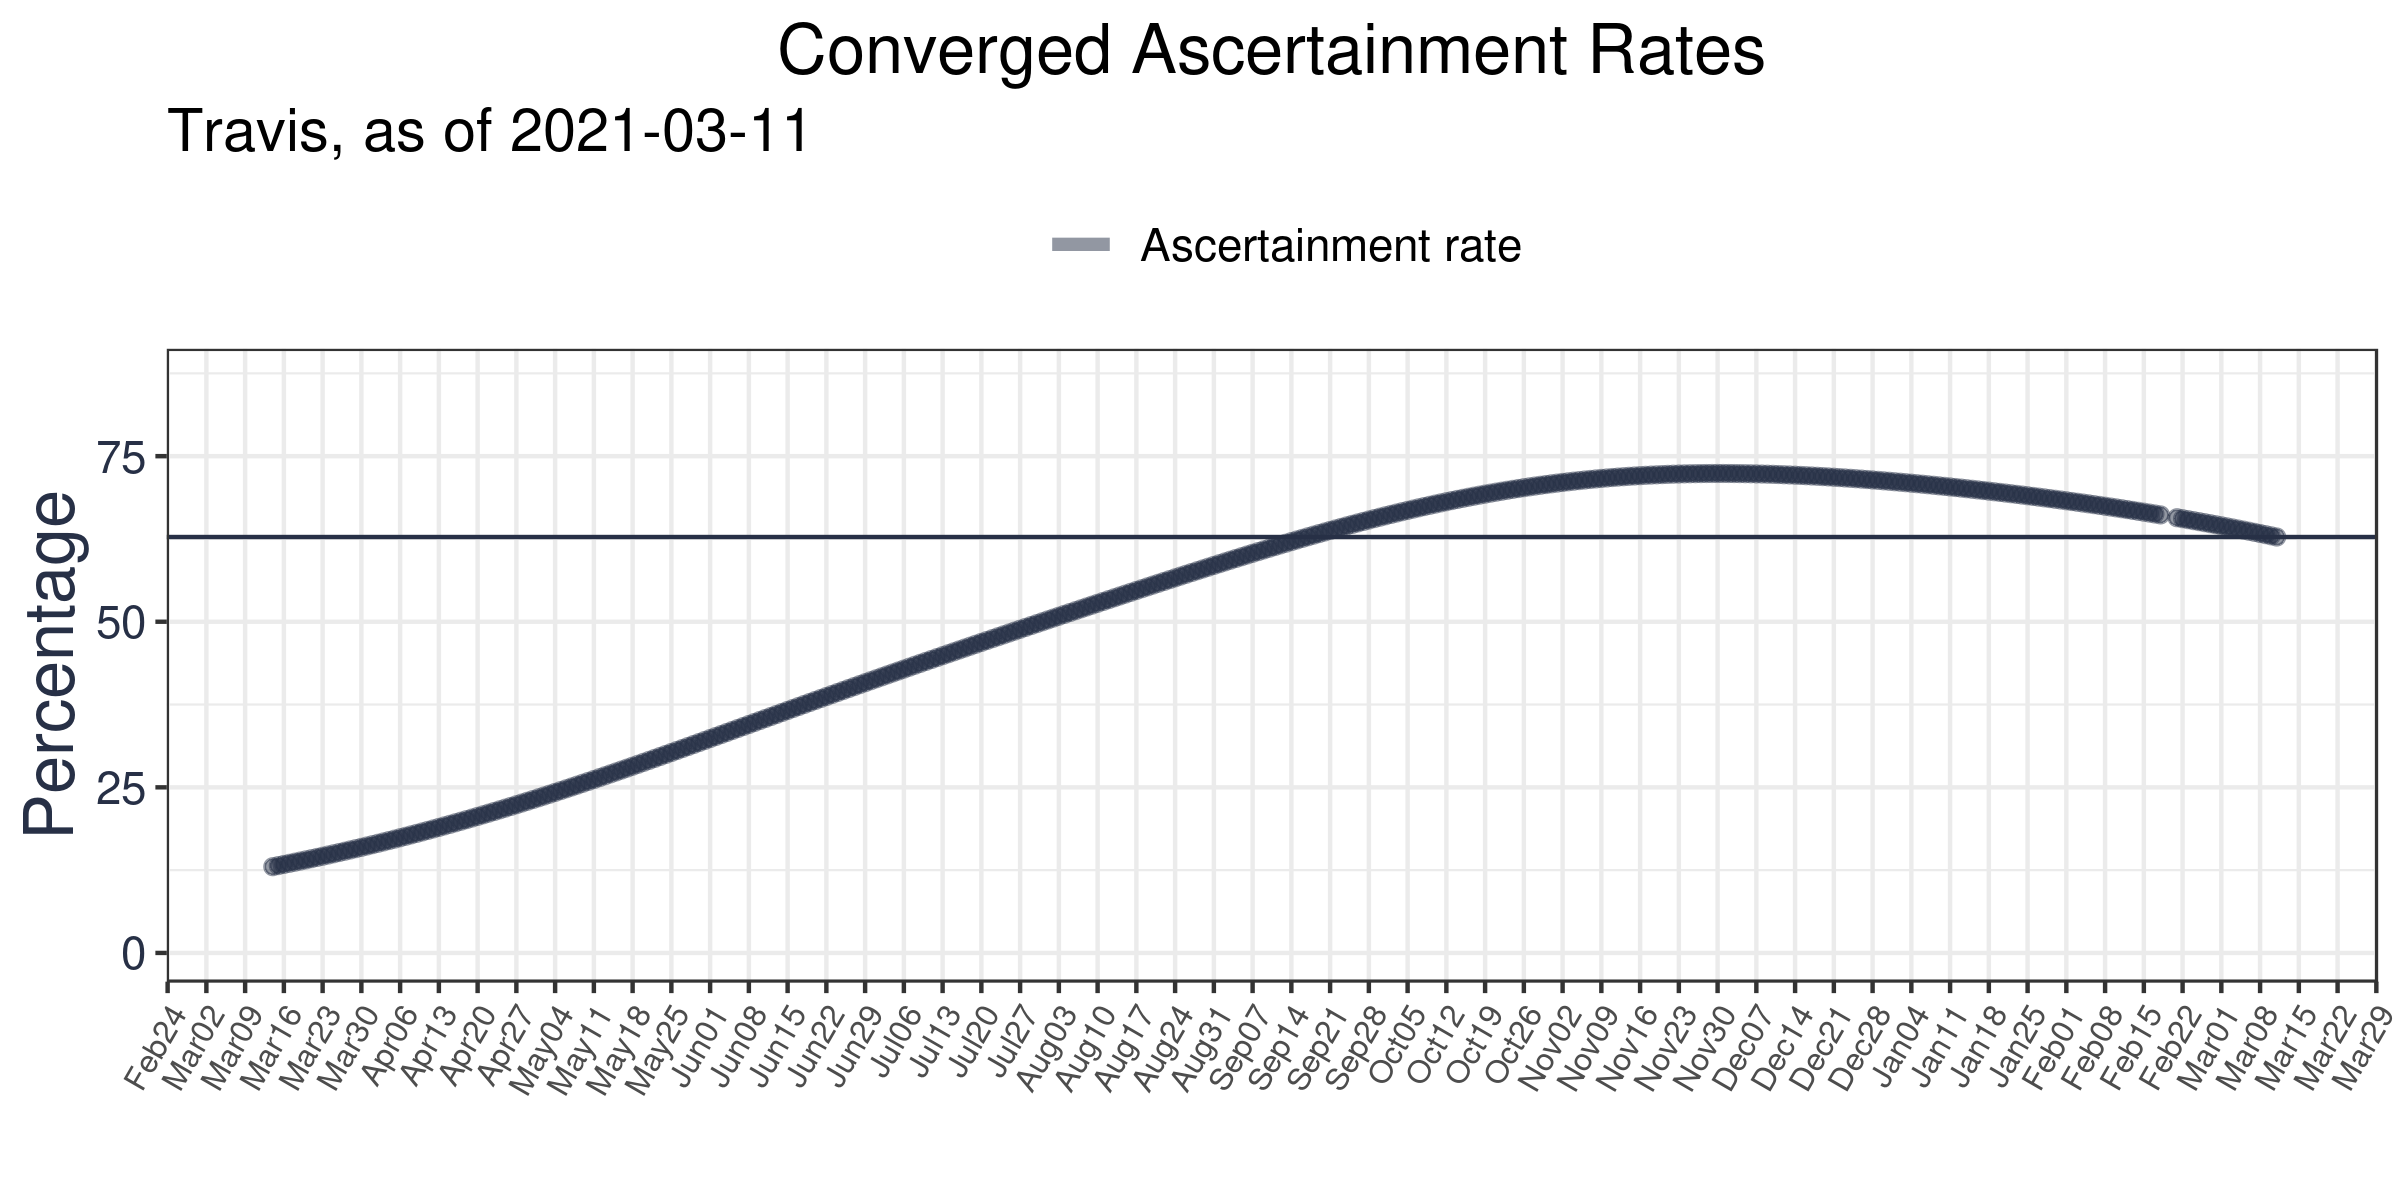 Converged Ascertainment Rates
Travis, as of 2021-03-11
Ascertainment rate
Percentage
75
50
25
0
Feb24
Mar02
Mar09
Mar16
Mar23
Mar30
Apr06
Apr13
Apr20
Apr27
May04
May11
May18
May25
Jun01
Jun08
Jun15
Jun22
Jun29
Jul06
Jul13
Jul20
Jul27
Aug03
Aug10
Aug17
Aug24
Aug31
Sep07
Sep14
Sep21
Sep28
Oct05
Oct12
Oct19
Oct26
Nov02
Nov09
Nov16
Nov23
Nov30
Dec07
Dec14
Dec21
Dec28
Jan04
Jan11
Jan18
Jan25
Feb01
Feb08
Feb15
Feb22
Mar01
Mar08
Mar15
Mar22
Mar29